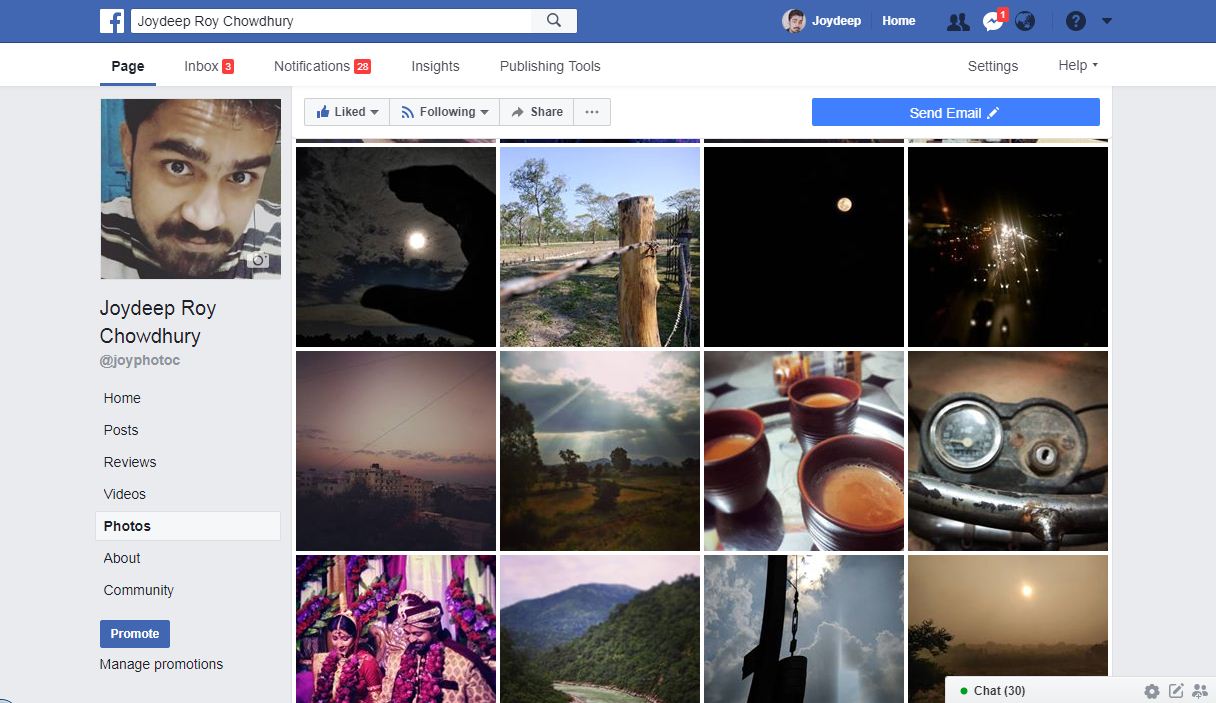 Joydeep Roy Chowdhury
Joydeep
Home
1
Page
Inbox 3
Notifications 28
Insights
Publishing Tools
Settings
Help
Liked
Following
Share
Send Email
Joydeep Roy
Chowdhury
@joyphotoc
Home
Posts
Reviews
Videos
Photos
About
Community
Promote
Manage promotions
Chat (30)